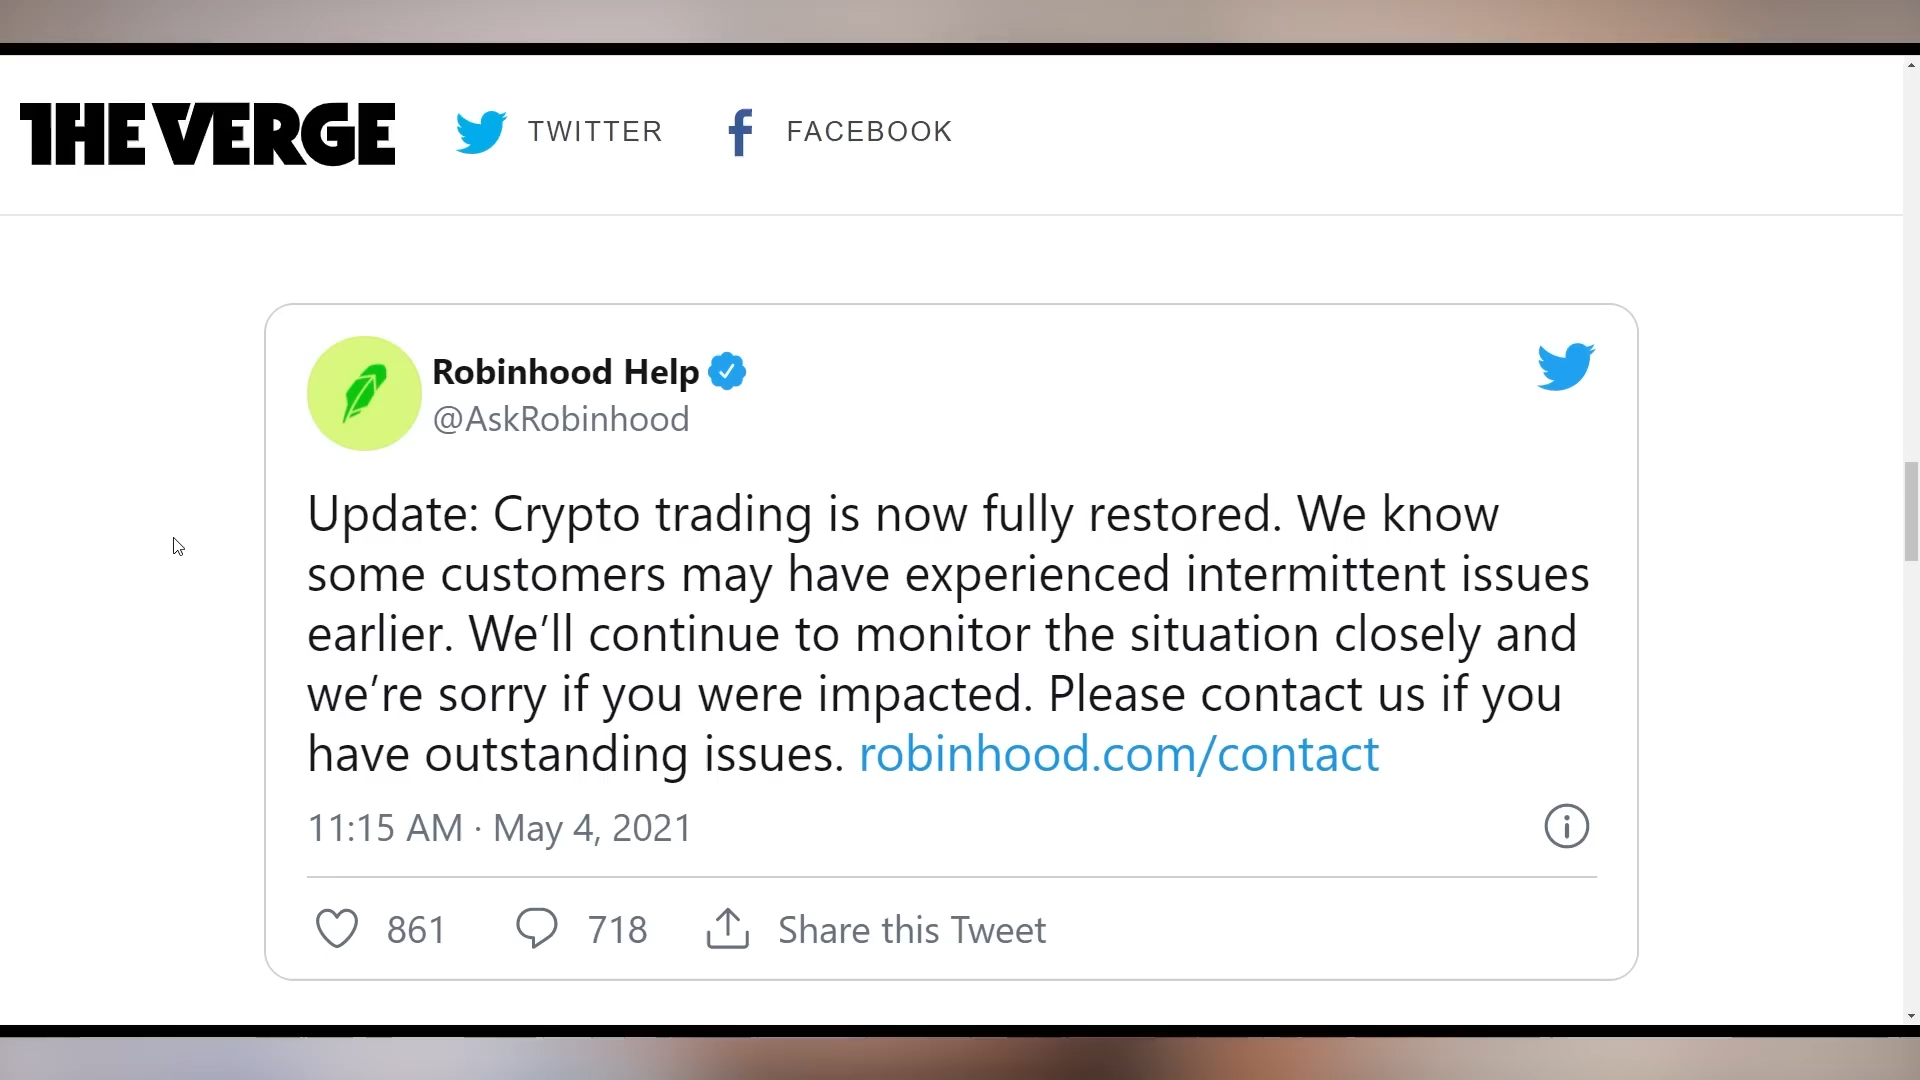 THE VERGE
TWITTER
FACEBOOK
Robinhood Help
@AskRobinhood
Update: Crypto trading is now fully restored. We know
some customers may have experienced intermittent issues
earlier. We’ll continue to monitor the situation closely and
we’re sorry if you were impacted. Please contact us if you
have outstanding issues. robinhood.com/contact
11:15 AM · May 4, 2021
861
718
Share this Tweet